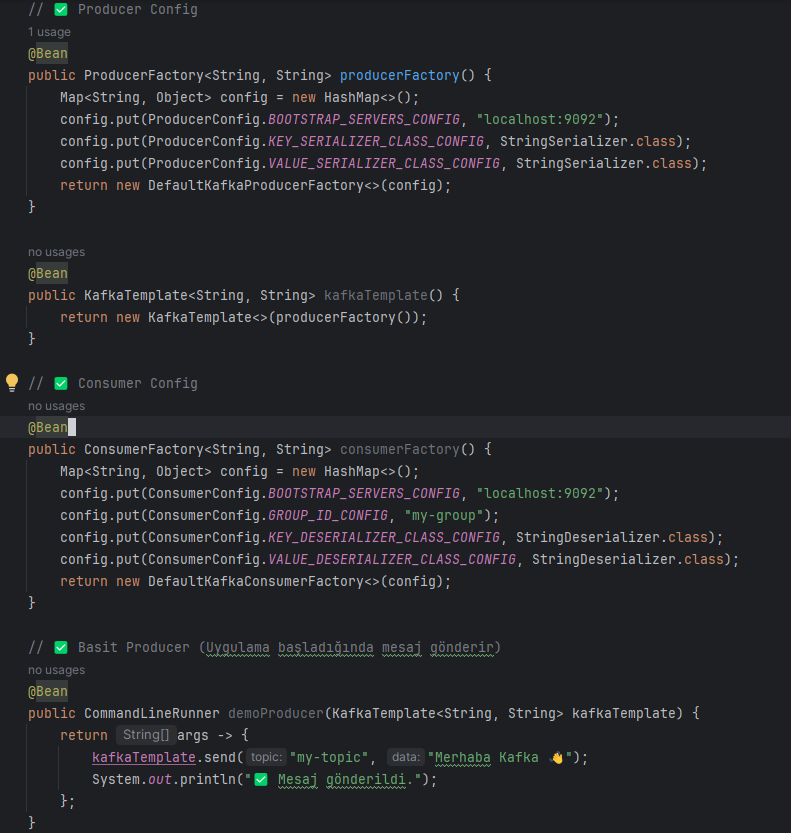 // ✅ Producer Config
1 usage
@Bean
public ProducerFactory<String, String> producerFactory() {
    Map<String, Object> config = new HashMap<>();
    config.put(ProducerConfig.BOOTSTRAP_SERVERS_CONFIG, "localhost:9092");
    config.put(ProducerConfig.KEY_SERIALIZER_CLASS_CONFIG, StringSerializer.class);
    config.put(ProducerConfig.VALUE_SERIALIZER_CLASS_CONFIG, StringSerializer.class);
    return new DefaultKafkaProducerFactory<>(config);
}
no usages
@Bean
public KafkaTemplate<String, String> kafkaTemplate() {
    return new KafkaTemplate<>(producerFactory());
}
// ✅ Consumer Config
no usages
@Bean
public ConsumerFactory<String, String> consumerFactory() {
    Map<String, Object> config = new HashMap<>();
    config.put(ConsumerConfig.BOOTSTRAP_SERVERS_CONFIG, "localhost:9092");
    config.put(ConsumerConfig.GROUP_ID_CONFIG, "my-group");
    config.put(ConsumerConfig.KEY_DESERIALIZER_CLASS_CONFIG, StringDeserializer.class);
    config.put(ConsumerConfig.VALUE_DESERIALIZER_CLASS_CONFIG, StringDeserializer.class);
    return new DefaultKafkaConsumerFactory<>(config);
}
// ✅ Basit Producer (Uygulama başladığında mesaj gönderir)
no usages
@Bean
public CommandLineRunner demoProducer(KafkaTemplate<String, String> kafkaTemplate) {
    return String[] args -> {
        kafkaTemplate.send( topic: "my-topic", data: "Merhaba Kafka 👋");
        System.out.println("✅ Mesaj gönderildi.");
    };
}